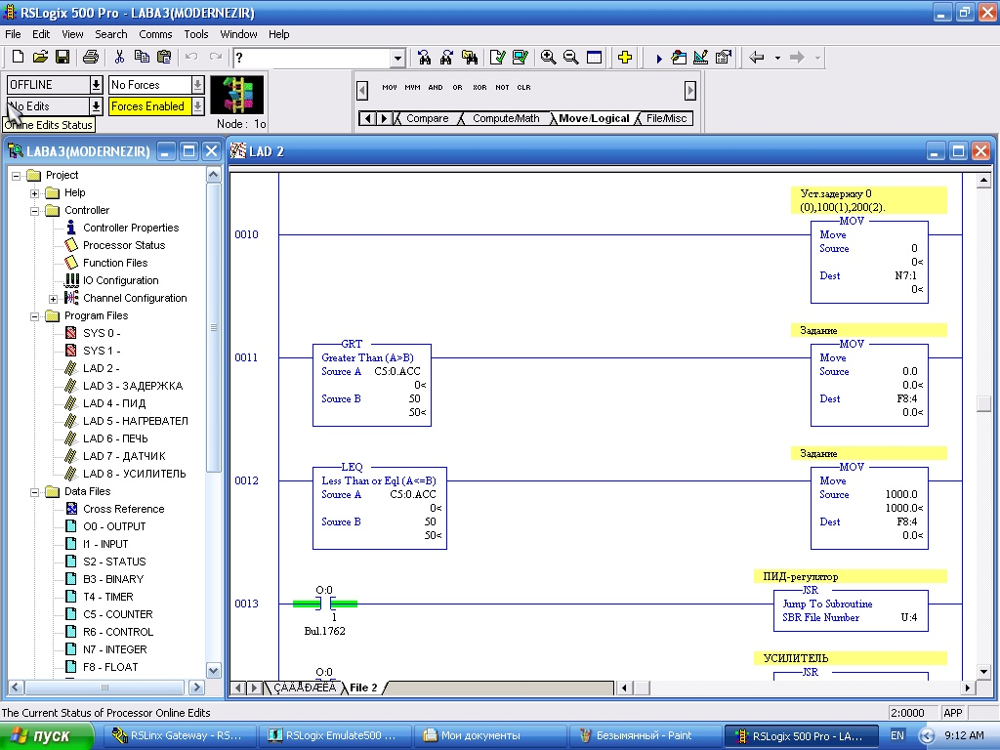 RSLogix 500 Pro - LABA3(MODERNEZIR)
File Edit View Search Comms Tools Window Help
?
OFFLINE No Forces
No Edits Forces Enabled
Online Edits Status
Node : 1o
MOV MVM AND OR XOR NOT CLR
Compare Compute/Math Move/Logical File/Misc
LABA3(MODERNEZIR)
Project
Help
Controller
Controller Properties
Processor Status
Function Files
IO Configuration
Channel Configuration
Program Files
SYS 0 -
SYS 1 -
LAD 2 -
LAD 3 - ЗАДЕРЖКА
LAD 4 - ПИД
LAD 5 - НАГРЕВАТЕЛ
LAD 6 - ПЕЧЬ
LAD 7 - ДАТЧИК
LAD 8 - УСИЛИТЕЛЬ
Data Files
Cross Reference
O0 - OUTPUT
I1 - INPUT
S2 - STATUS
B3 - BINARY
T4 - TIMER
C5 - COUNTER
R6 - CONTROL
N7 - INTEGER
F8 - FLOAT
LAD 2
Уст.задержку 0
(0),100(1),200(2).
0010
MOV
Move
Source 0
0<
Dest N7:1
0<
0011
GRT
Greater Than (A>B)
Source A C5:0.ACC
0<
Source B 50
50<
Задание
MOV
Move
Source 0.0
0.0<
Dest F8:4
0.0<
0012
LEQ
Less Than or Eql (A<=B)
Source A C5:0.ACC
0<
Source B 50
50<
Задание
MOV
Move
Source 1000.0
1000.0<
Dest F8:4
0.0<
0013
O:0
1
Bul.1762
ПИД-регулятор
JSR
Jump To Subroutine
SBR File Number U:4
O:0
УСИЛИТЕЛЬ
JSR
ÇÀÄÅÐÆÊÀ File 2
The Current Status of Processor Online Edits 2:0000 APP
пуск RSLinx Gateway - RS... RSLogix Emulate500 ... Мои документы Безымянный - Paint RSLogix 500 Pro - LA... EN 9:12 AM